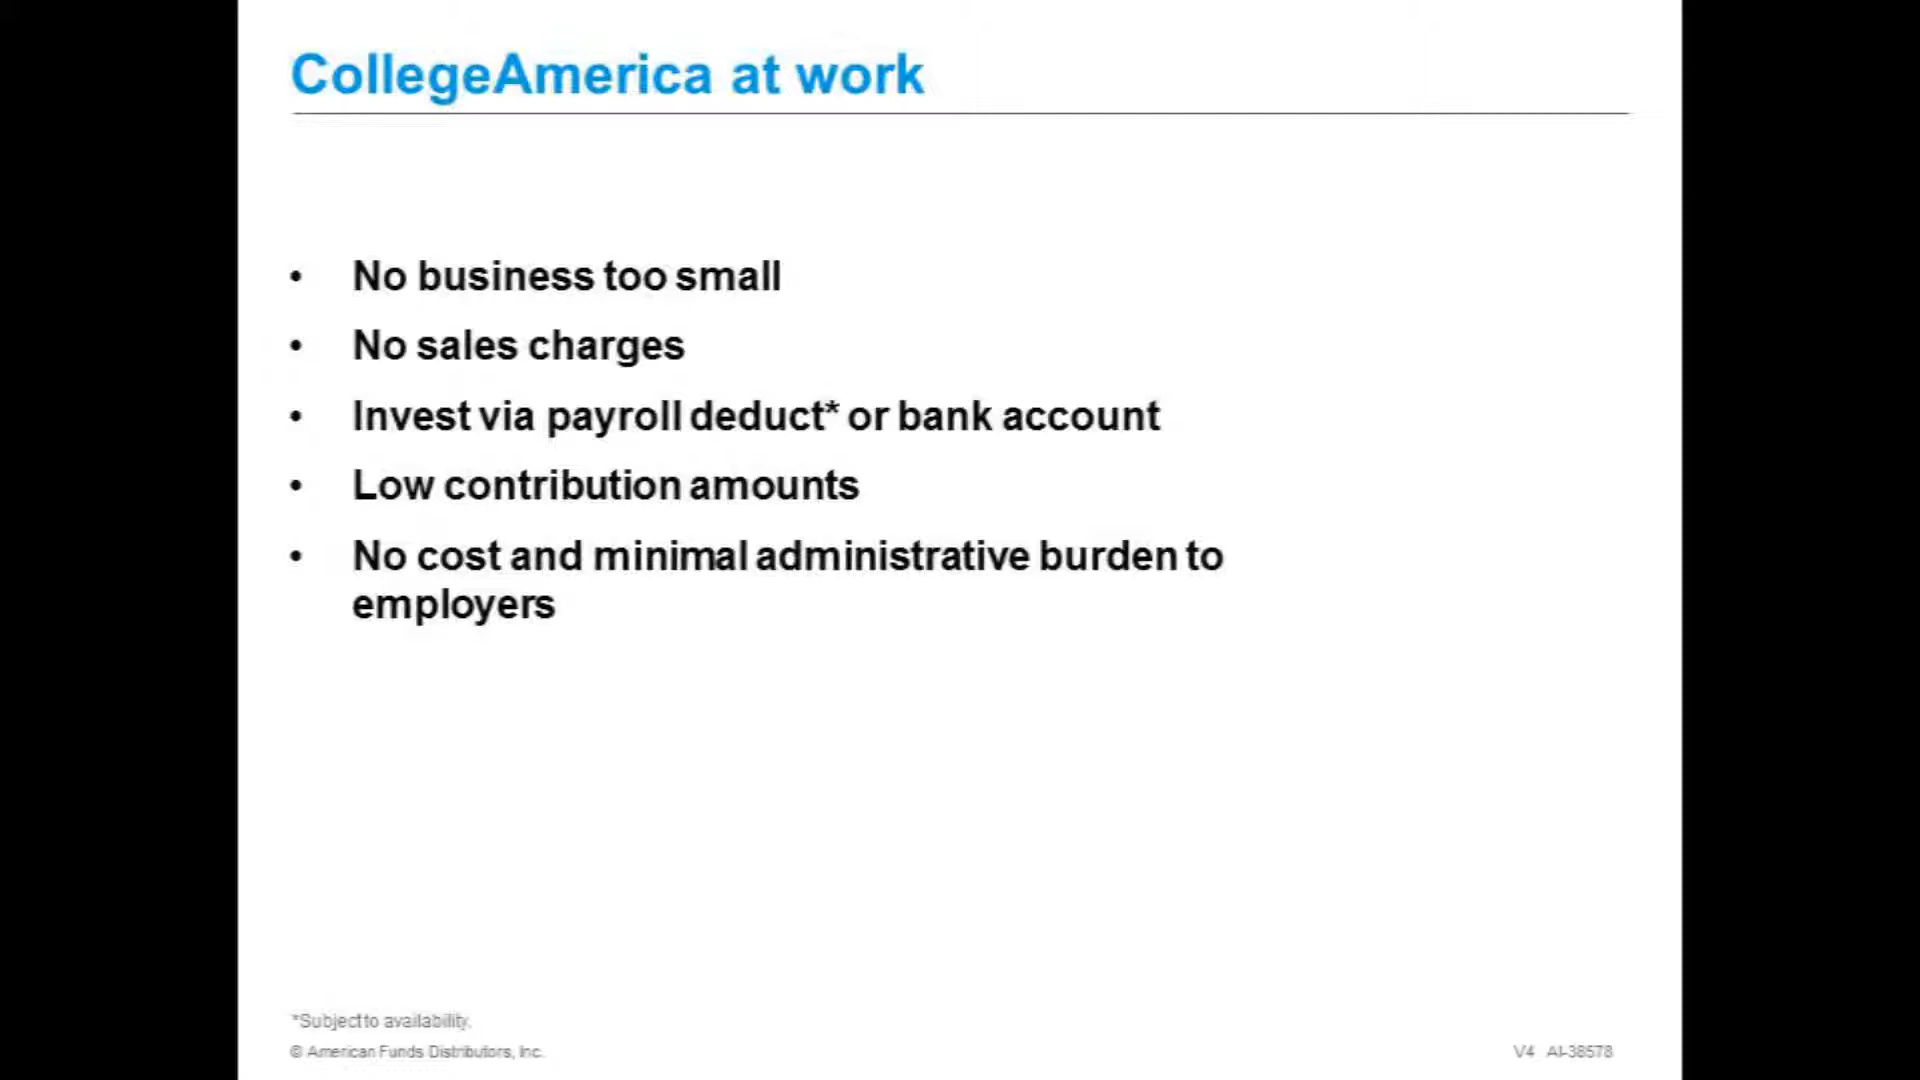 CollegeAmerica at work
• No business too small
• No sales charges
• Invest via payroll deduct* or bank account
• Low contribution amounts
• No cost and minimal administrative burden to
employers
*Subject to availability.
© American Funds Distributors, Inc.
V4 AI-38578